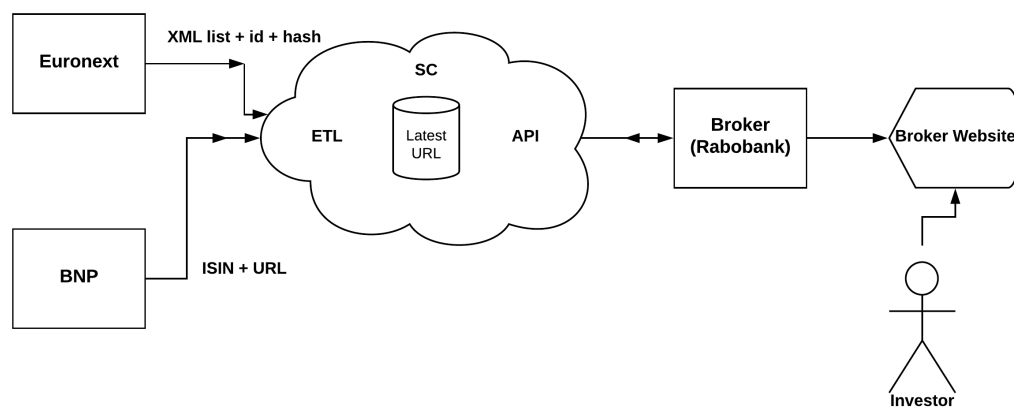 XML list + id + hash
Euronext
SC
ETL
Latest
URL
API
Broker
(Rabobank)
Broker Website
BNP
ISIN + URL
Investor